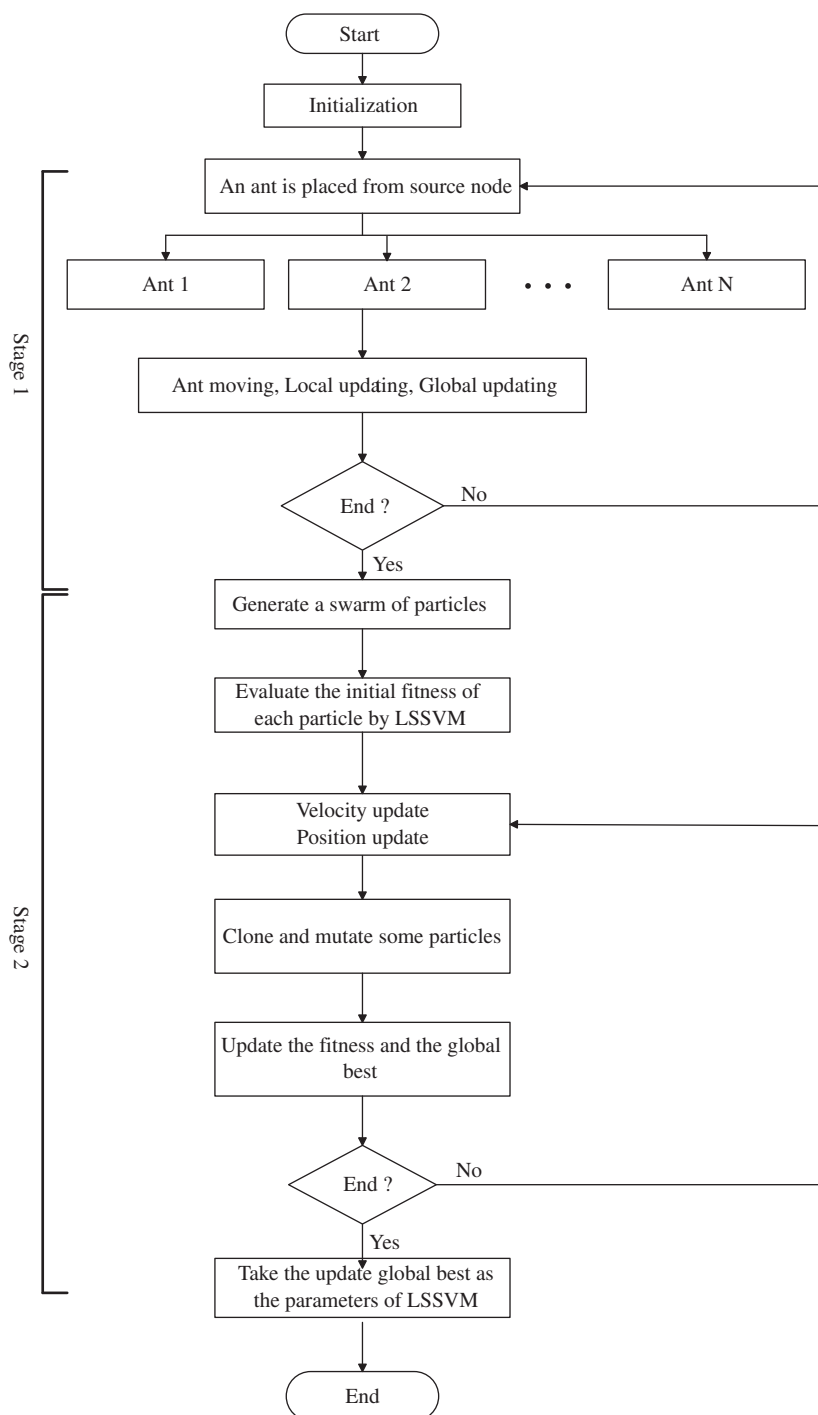 Start
Initialization
An ant is placed from source node
Ant 1
Ant 2
• • •
Ant N
Stage 1
Ant moving, Local updating, Global updating
End ?
No
Yes
Generate a swarm of particles
Evaluate the initial fitness of
each particle by LSSVM
Velocity update
Position update
Stage 2
Clone and mutate some particles
Update the fitness and the global
best
End ?
No
Yes
Take the update global best as
the parameters of LSSVM
End